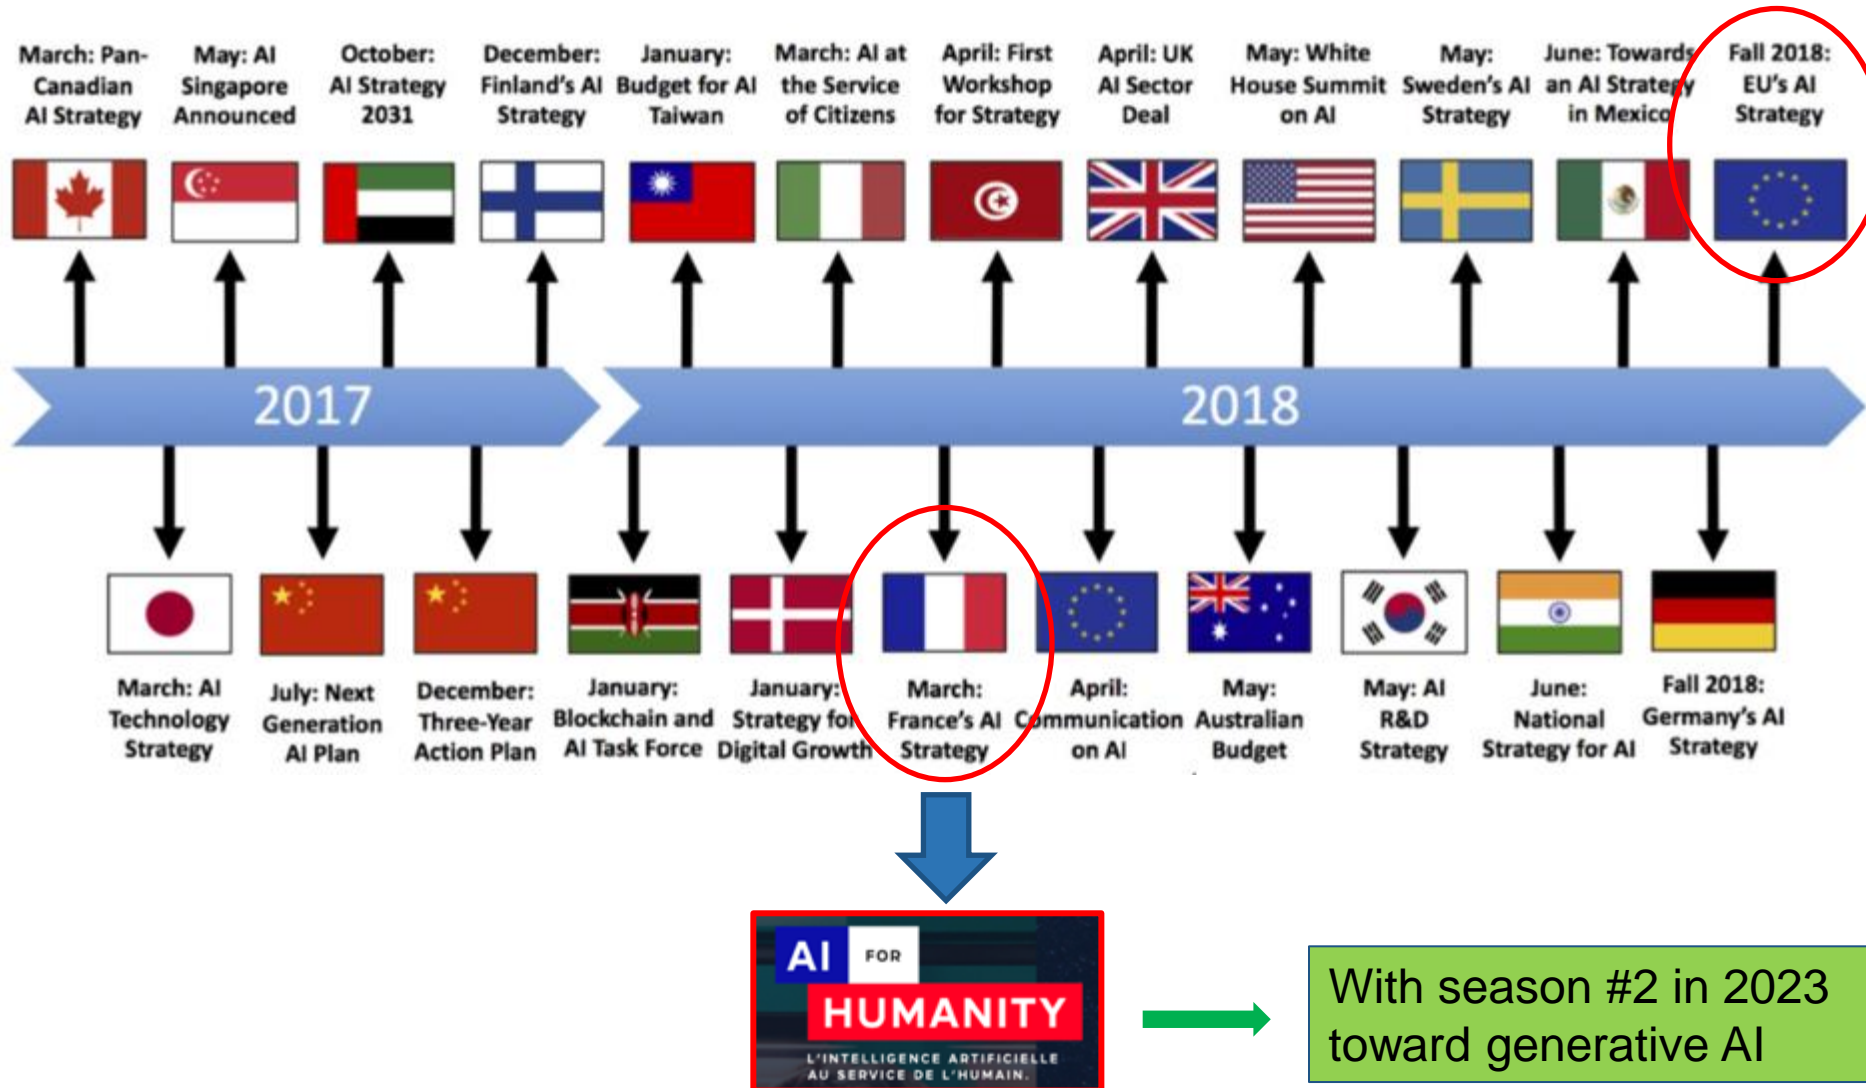 March: Pan-
Canadian
AI Strategy
May: AI
Singapore
Announced
October:
AI Strategy
2031
December:
Finland's AI
Strategy
January:
Budget for AI
Taiwan
March: AI at
the Service
of Citizens
April: First
Workshop
for Strategy
April: UK
AI Sector
Deal
May: White
House Summit
on AI
May:
Sweden's AI
Strategy
June: Towards
an AI Strategy
in Mexico
Fall 2018:
EU's AI
Strategy
2017
2018
March: AI
Technology
Strategy
July: Next
Generation
AI Plan
December:
Three-Year
Action Plan
January:
Blockchain and
AI Task Force
January:
Strategy for
Digital Growth
March:
France's AI
Strategy
April:
Communication
on AI
May:
Australian
Budget
May: AI
R&D
Strategy
June:
National
Strategy for AI
Fall 2018:
Germany's AI
Strategy
AI FOR
HUMANITY
L'INTELLIGENCE ARTIFICIELLE
AU SERVICE DE L'HUMAIN.
With season #2 in 2023
toward generative AI